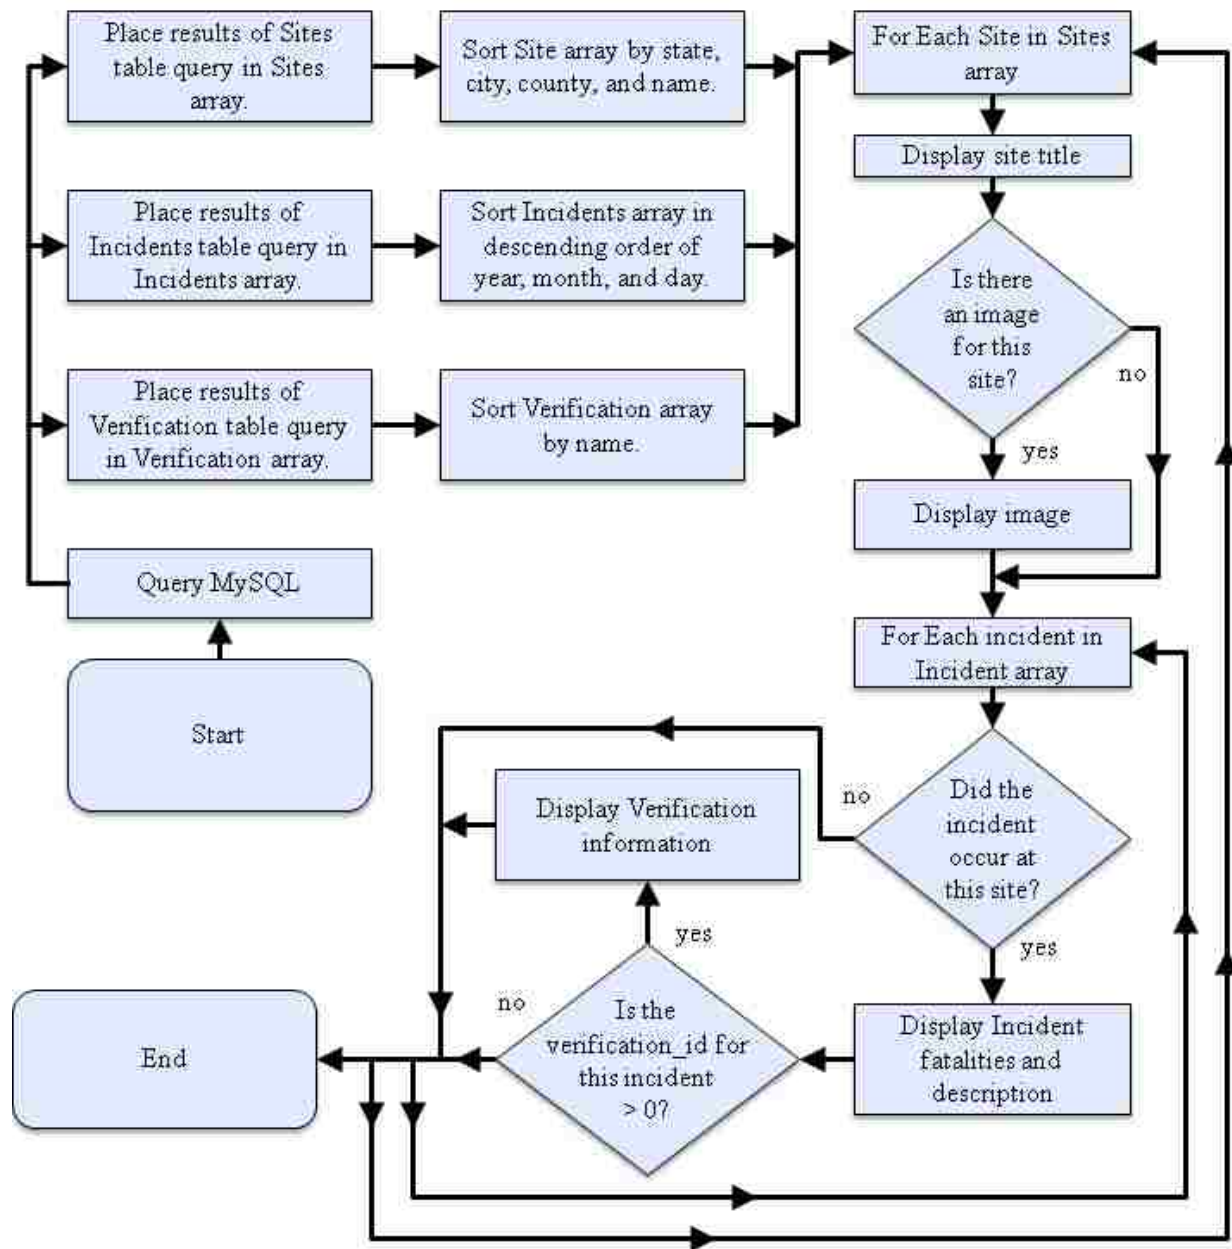 Place results of Sites
table query in Sites
array.
Sort Site array by state,
city, county, and name.
For Each Site in Sites
array
Display site title
Place results of
Incidents table query in
Incidents array.
Sort Incidents array in
descending order of
year, month, and day.
Is there
an image
for this
site?
no
yes
Place results of
Verification table query
in Verification array.
Sort Verification array
by name.
Display image
Query MySQL
For Each incident in
Incident array
Start
Did the
incident
occur at
this site?
no
yes
Display Verification
information
yes
no
Is the
verification_id for
this incident
> 0?
Display Incident
fatalities and
description
End